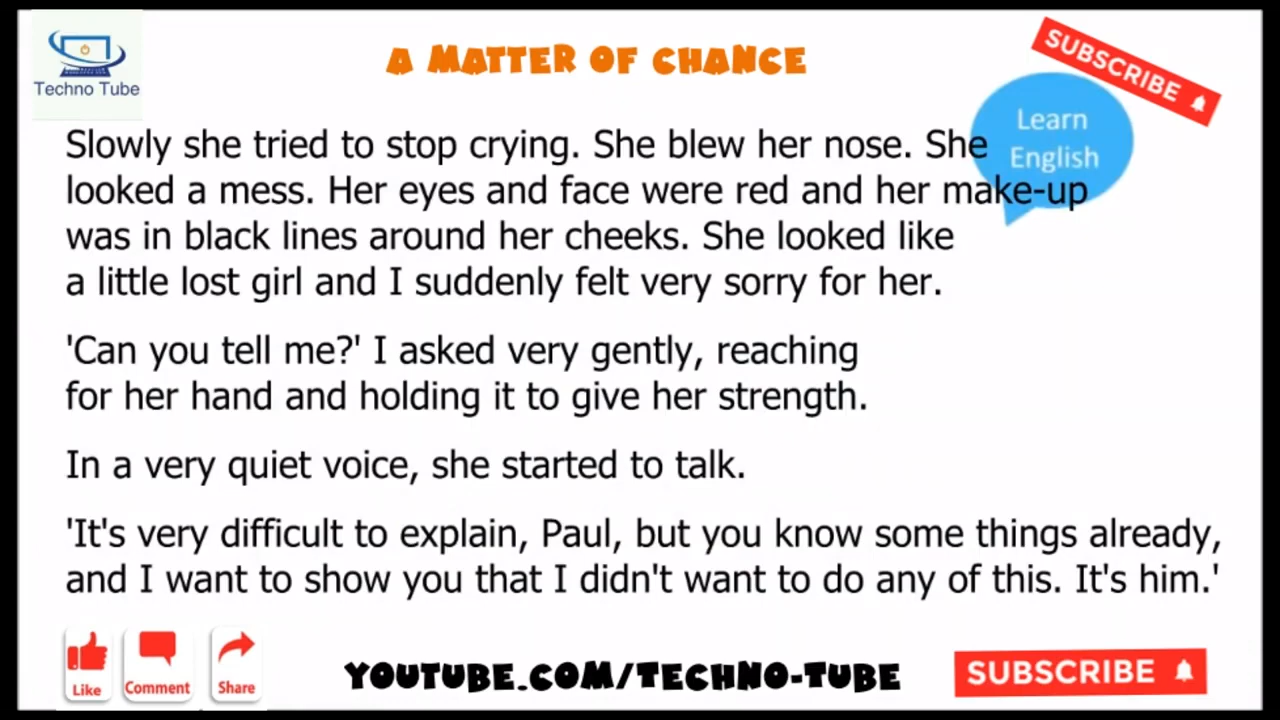 Techno Tube
A MATTER OF CHANCE
SUBSCRIBE
Learn
English
Slowly she tried to stop crying. She blew her nose. She
looked a mess. Her eyes and face were red and her make-up
was in black lines around her cheeks. She looked like
a little lost girl and I suddenly felt very sorry for her.
'Can you tell me?' I asked very gently, reaching
for her hand and holding it to give her strength.
In a very quiet voice, she started to talk.
'It's very difficult to explain, Paul, but you know some things already,
and I want to show you that I didn't want to do any of this. It's him.'
Like
Comment
Share
YOUTUBE.COM/TECHNO-TUBE
SUBSCRIBE